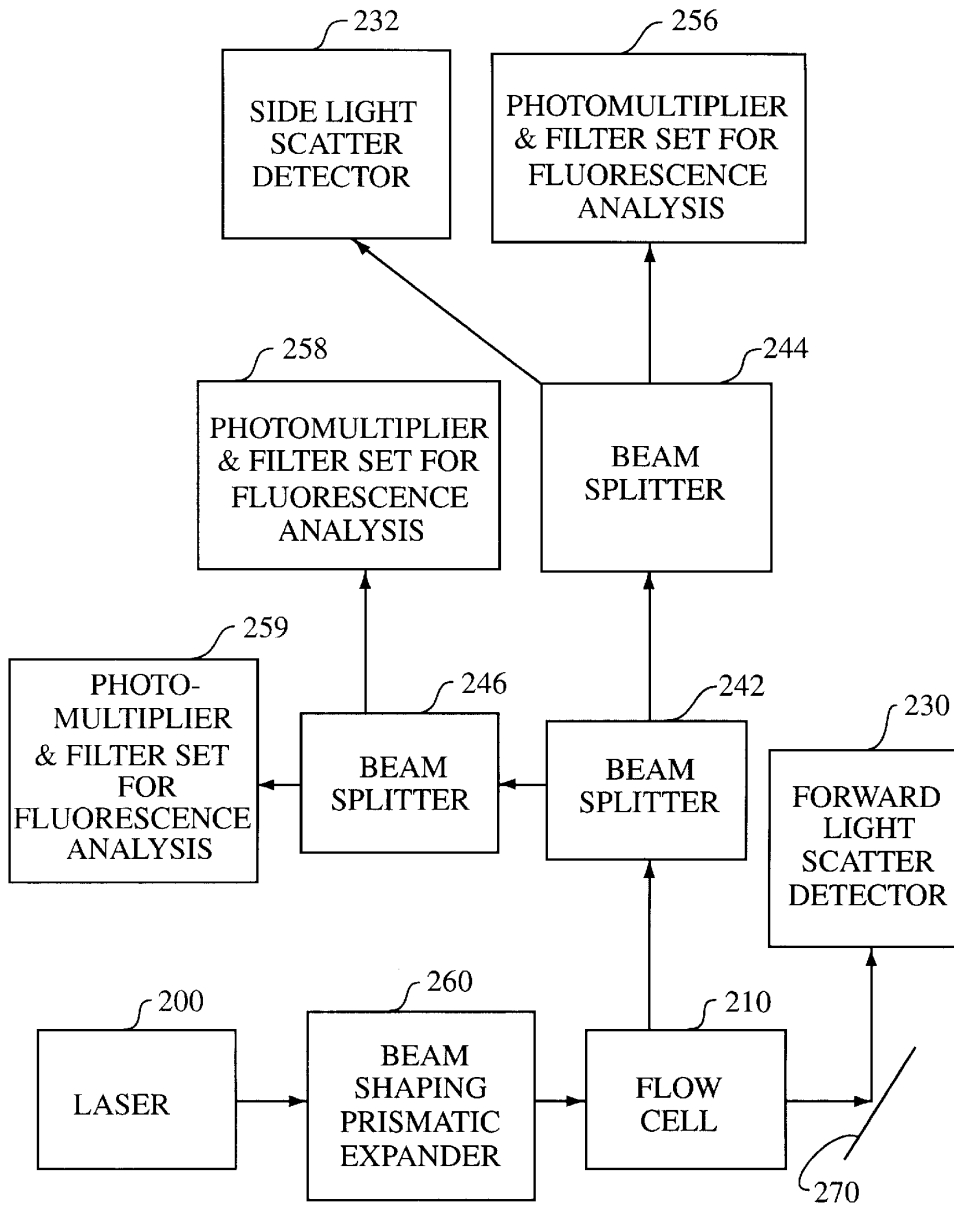 232
SIDE LIGHT
SCATTER
DETECTOR
256
PHOTOMULTIPLIER
& FILTER SET FOR
FLUORESCENCE
ANALYSIS
258
PHOTOMULTIPLIER
& FILTER SET FOR
FLUORESCENCE
ANALYSIS
244
BEAM
SPLITTER
259
PHOTO-
MULTIPLIER
& FILTER SET
FOR
FLUORESCENCE
ANALYSIS
246
BEAM
SPLITTER
242
BEAM
SPLITTER
230
FORWARD
LIGHT
SCATTER
DETECTOR
200
LASER
260
BEAM
SHAPING
PRISMATIC
EXPANDER
210
FLOW
CELL
270